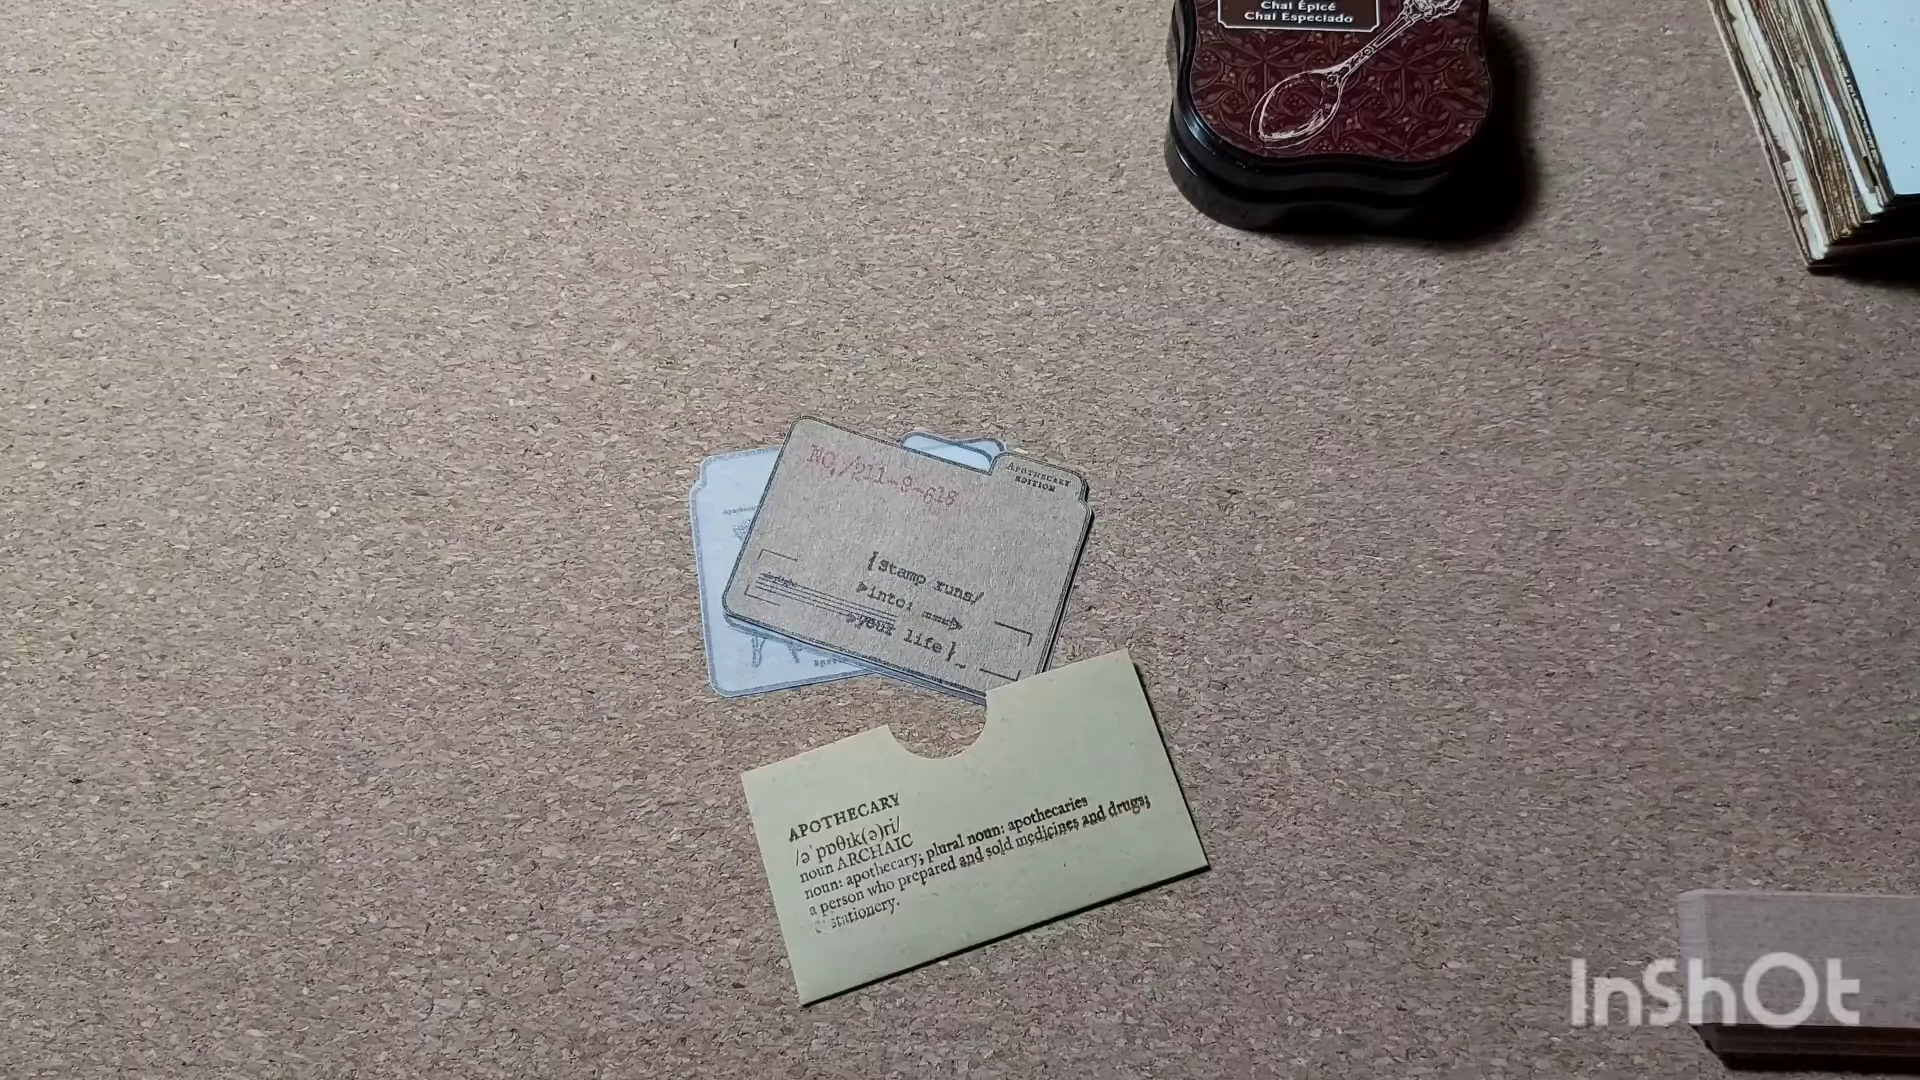 Chai Épicé
Chai Especiado
NO./211-9-618
APOTHECARY
EDITION
{Stamp runs/
into:
your life}
APOTHECARY
/əˈpɒθɪk(ə)ri/
noun ARCHAIC
noun: apothecary; plural noun: apothecaries
a person who prepared and sold medicines and drugs;
stationery.
InShOt